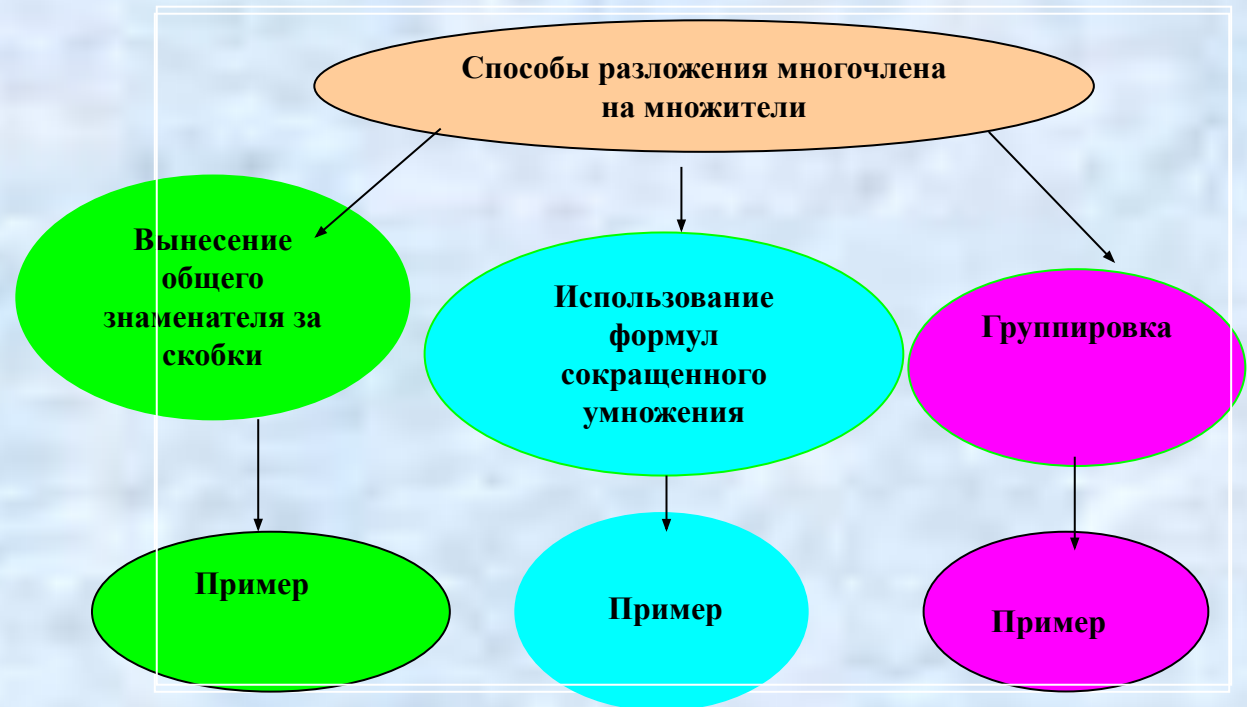 Способы разложения многочлена
на множители
Вынесение
общего
знаменателя за
скобки
Использование
формул
сокращенного
умножения
Группировка
Пример
Пример
Пример